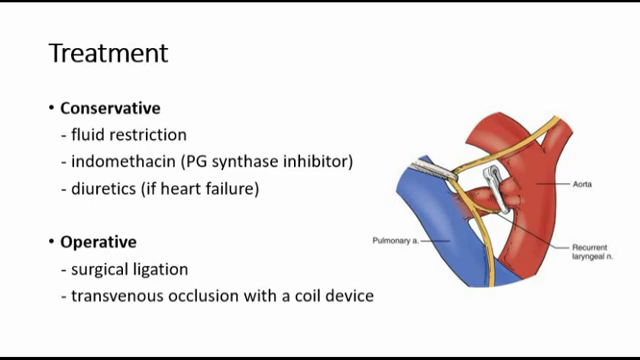 Treatment
• Conservative
- fluid restriction
- indomethacin (PG synthase inhibitor)
- diuretics (if heart failure)
• Operative
- surgical ligation
- transvenous occlusion with a coil device
Aorta
Pulmonary a.
Recurrent
laryngeal n.